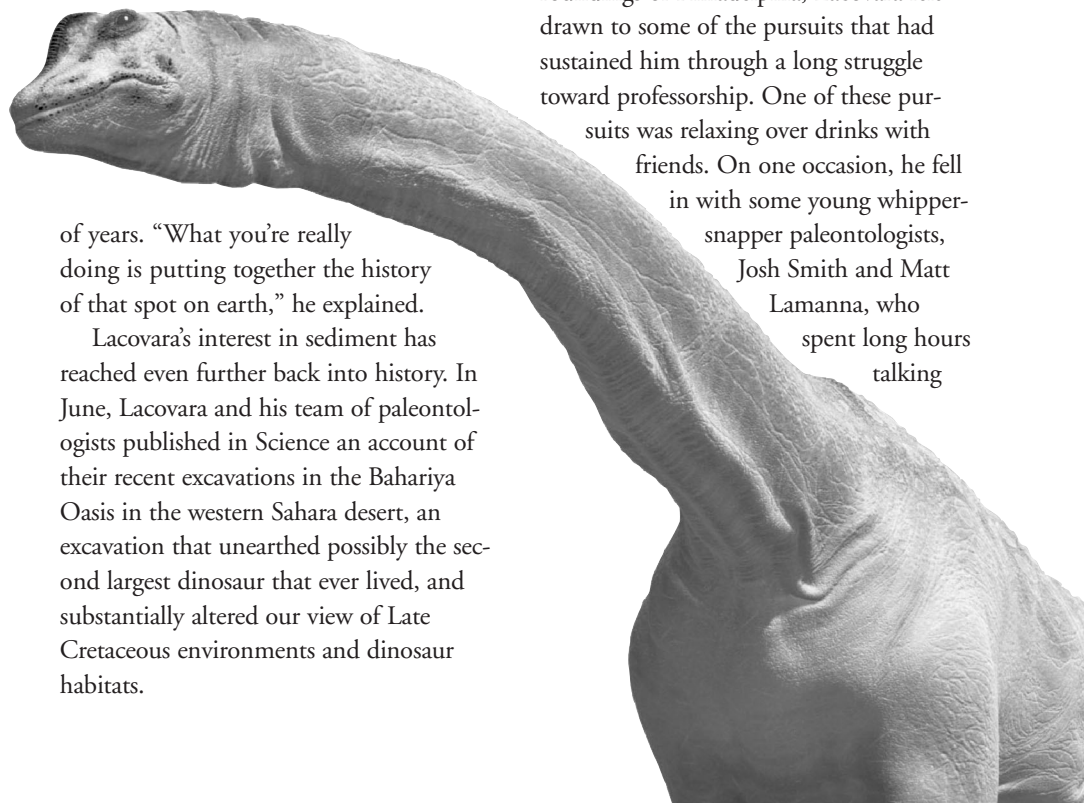 of years. “What you’re really
doing is putting together the history
of that spot on earth,” he explained.
Lacovara’s interest in sediment has
reached even further back into history. In
June, Lacovara and his team of paleontol-
ogists published in Science an account of
their recent excavations in the Bahariya
Oasis in the western Sahara desert, an
excavation that unearthed possibly the sec-
ond largest dinosaur that ever lived, and
substantially altered our view of Late
Cretaceous environments and dinosaur
habitats.
drawn to some of the pursuits that had
sustained him through a long struggle
toward professorship. One of these pur-
suits was relaxing over drinks with
friends. On one occasion, he fell
in with some young whipper-
snapper paleontologists,
Josh Smith and Matt
Lamanna, who
spent long hours
talking